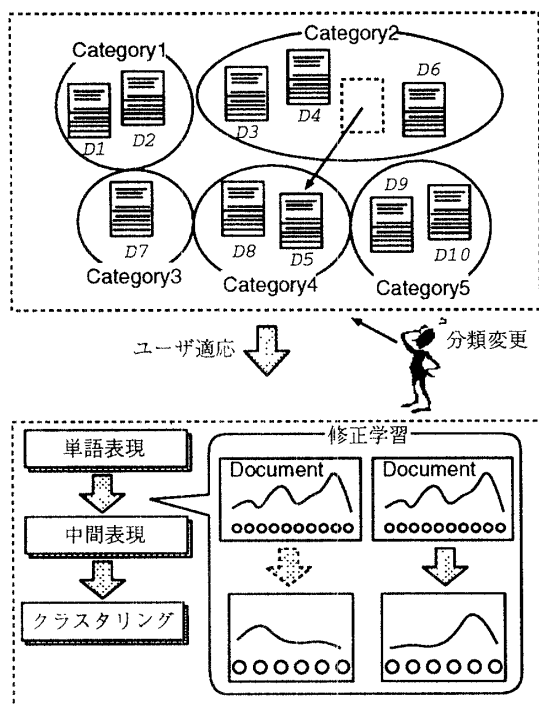 Category1
Category2
D1
D2
D3
D4
D6
D7
D8
D5
D9
D10
Category3
Category4
Category5
ユーザ適応
分類変更
単語表現
中間表現
クラスタリング
修正学習
Document
Document